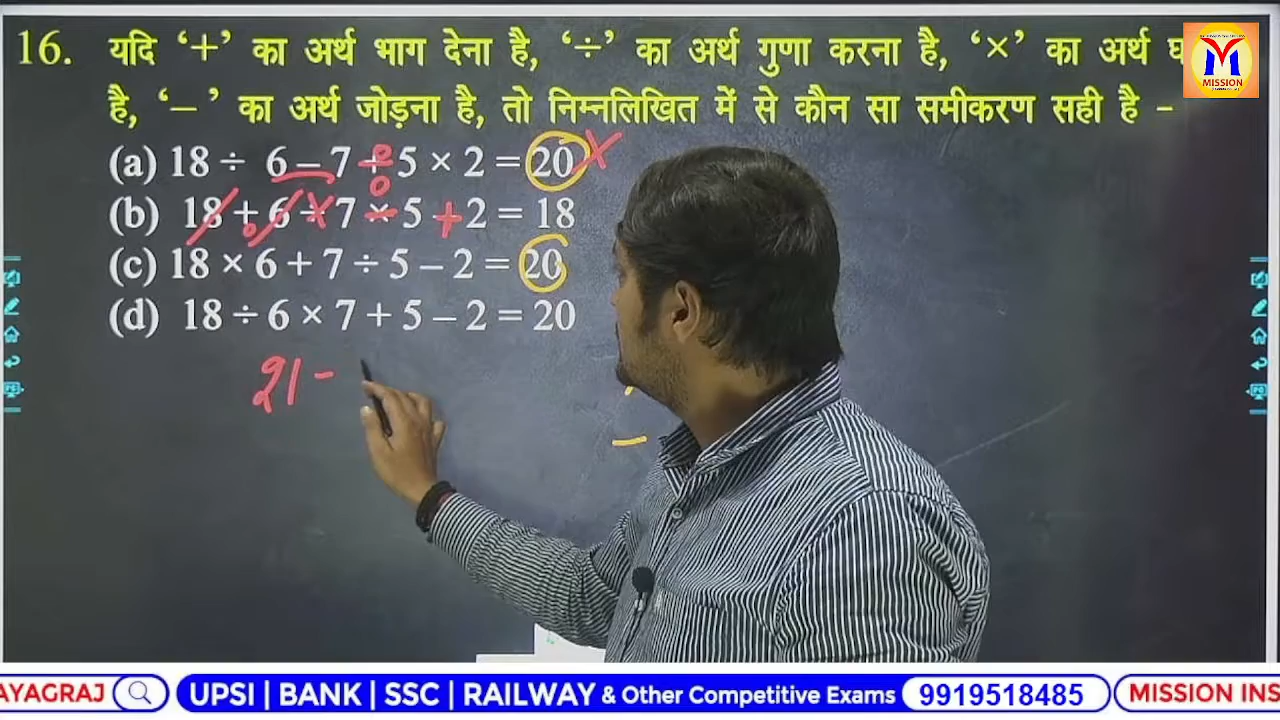 16. यदि ‘+’ का अर्थ भाग देना है, ‘÷’ का अर्थ गुणा करना है, ‘×’ का अर्थ
है, ‘–’ का अर्थ जोड़ना है, तो निम्नलिखित में से कौन सा समीकरण सही है -
(a) 18 ÷ 6 – 7 + 5 × 2 = 20
(b) 18 + 6 ÷ 7 × 5 – 2 = 18
(c) 18 × 6 + 7 ÷ 5 – 2 = 20
(d) 18 ÷ 6 × 7 + 5 – 2 = 20
21 -
MISSION
AYAGRAJ
UPSI | BANK | SSC | RAILWAY & Other Competitive Exams
9919518485
MISSION INS